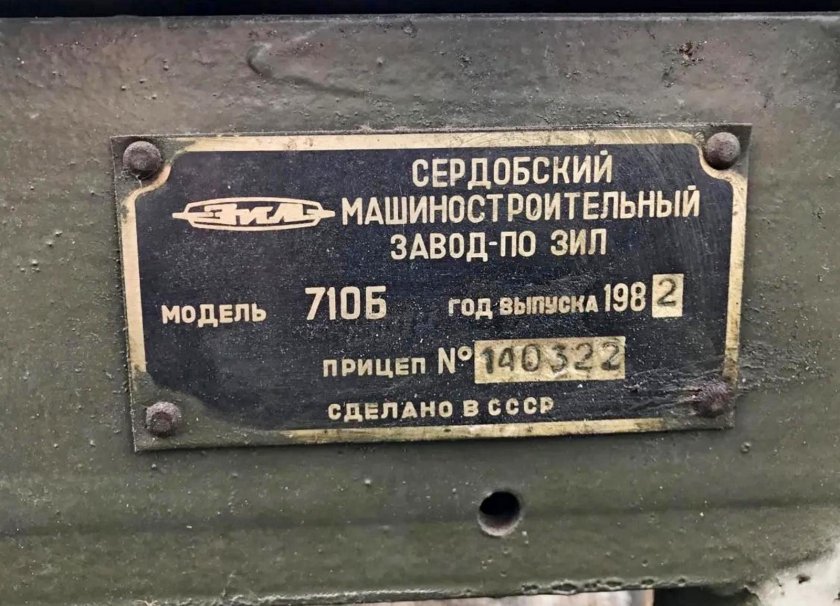 СЕРДОБСКИЙ
ЗИЛ МАШИНОСТРОИТЕЛЬНЫЙ
ЗАВОД-ПО ЗИЛ
МОДЕЛЬ 710Б ГОД ВЫПУСКА 1982
ПРИЦЕП № 140322
СДЕЛАНО В СССР